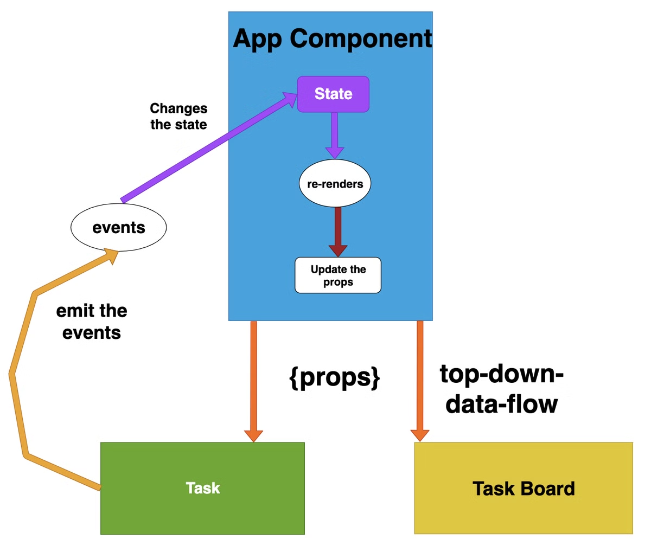 App Component
State
Changes
the state
re-renders
events
Update the
props
emit the
events
{props}
top-down-
data-flow
Task
Task Board